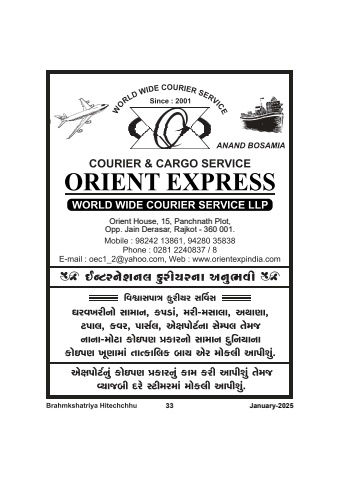 WORLD WIDE COURIER SERVICE
Since : 2001
ANAND BOSAMIA
COURIER & CARGO SERVICE
ORIENT EXPRESS
WORLD WIDE COURIER SERVICE LLP
Orient House, 15, Panchnath Plot,
Opp. Jain Derasar, Rajkot - 360 001.
Mobile : 98242 13861, 94280 35838
Phone : 0281 2240837 / 8
E-mail : oec1_2@yahoo.com, Web : www.orientexpindia.com
ઈન્ટરનેશનલ કુરીયરના અનુભવી
વિશ્વાસપાત્ર કુરીયર સર્વિસ
ઘરવખરીનો સામાન, કપડાં, મરી-મસાલા, અથાણા,
ટપાલ, કવર, પાર્સલ, એક્ષપોર્ટના સેમ્પલ તેમજ
નાના-મોટા કોઇપણ પ્રકારનો સામાન દુનિયાના
કોઇપણ ખૂણામાં તાત્કાલિક બાય એર મોકલી આપીશું.
એક્ષપોર્ટનું કોઇપણ પ્રકારનું કામ કરી આપીશું તેમજ
વ્યાજબી દરે સ્ટીમરમાં મોકલી આપીશું.
Brahmkshatriya Hitechchhu 33 January-2025